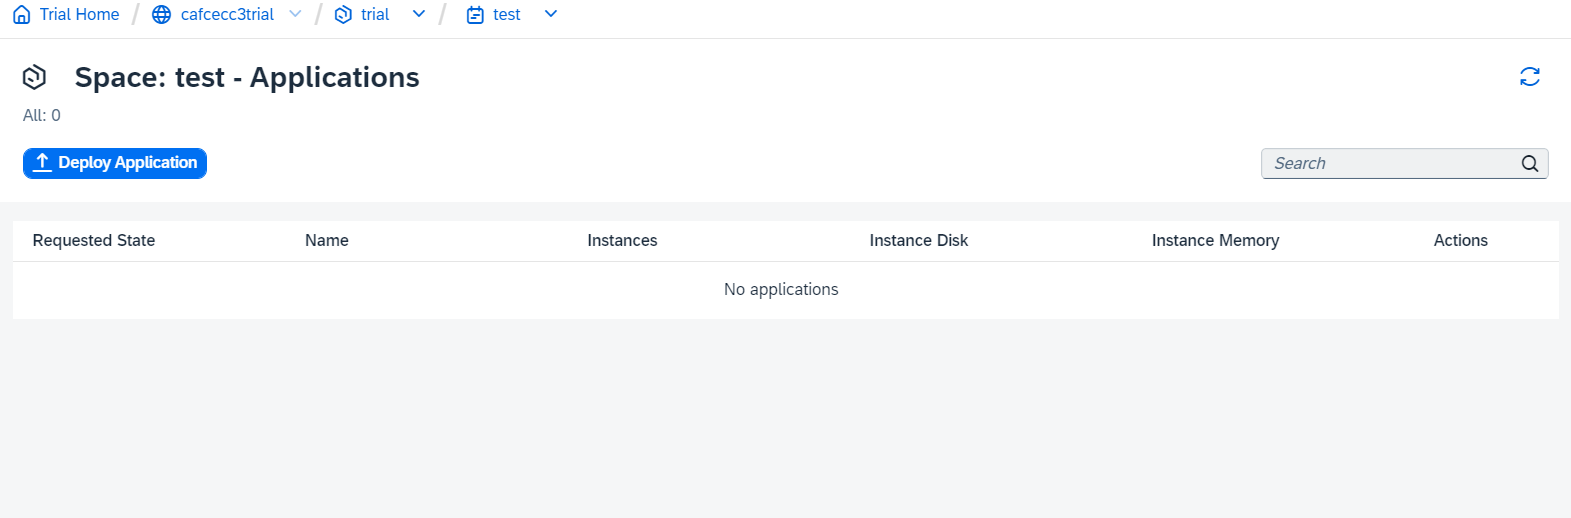 Trial Home / cafcecc3trial / trial / test
Space: test - Applications
All: 0
Deploy Application
Search
Requested State Name Instances Instance Disk Instance Memory Actions
No applications